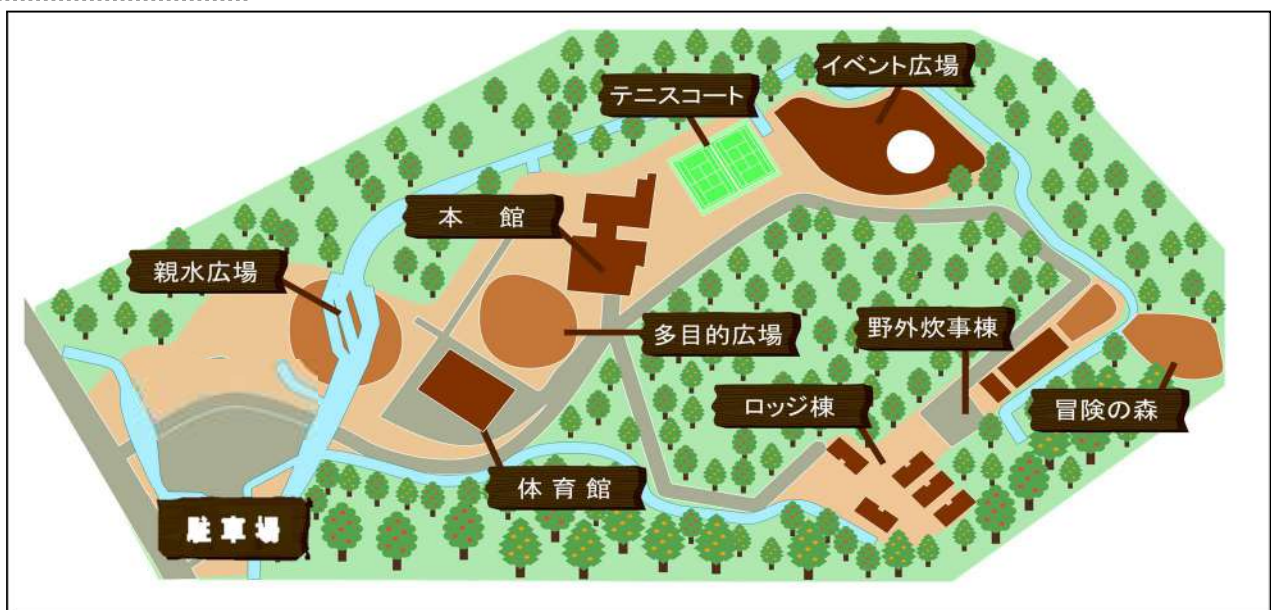 イベント広場
テニスコート
本館
親水広場
多目的広場
野外炊事棟
ロッジ棟
冒険の森
体育館
駐車場